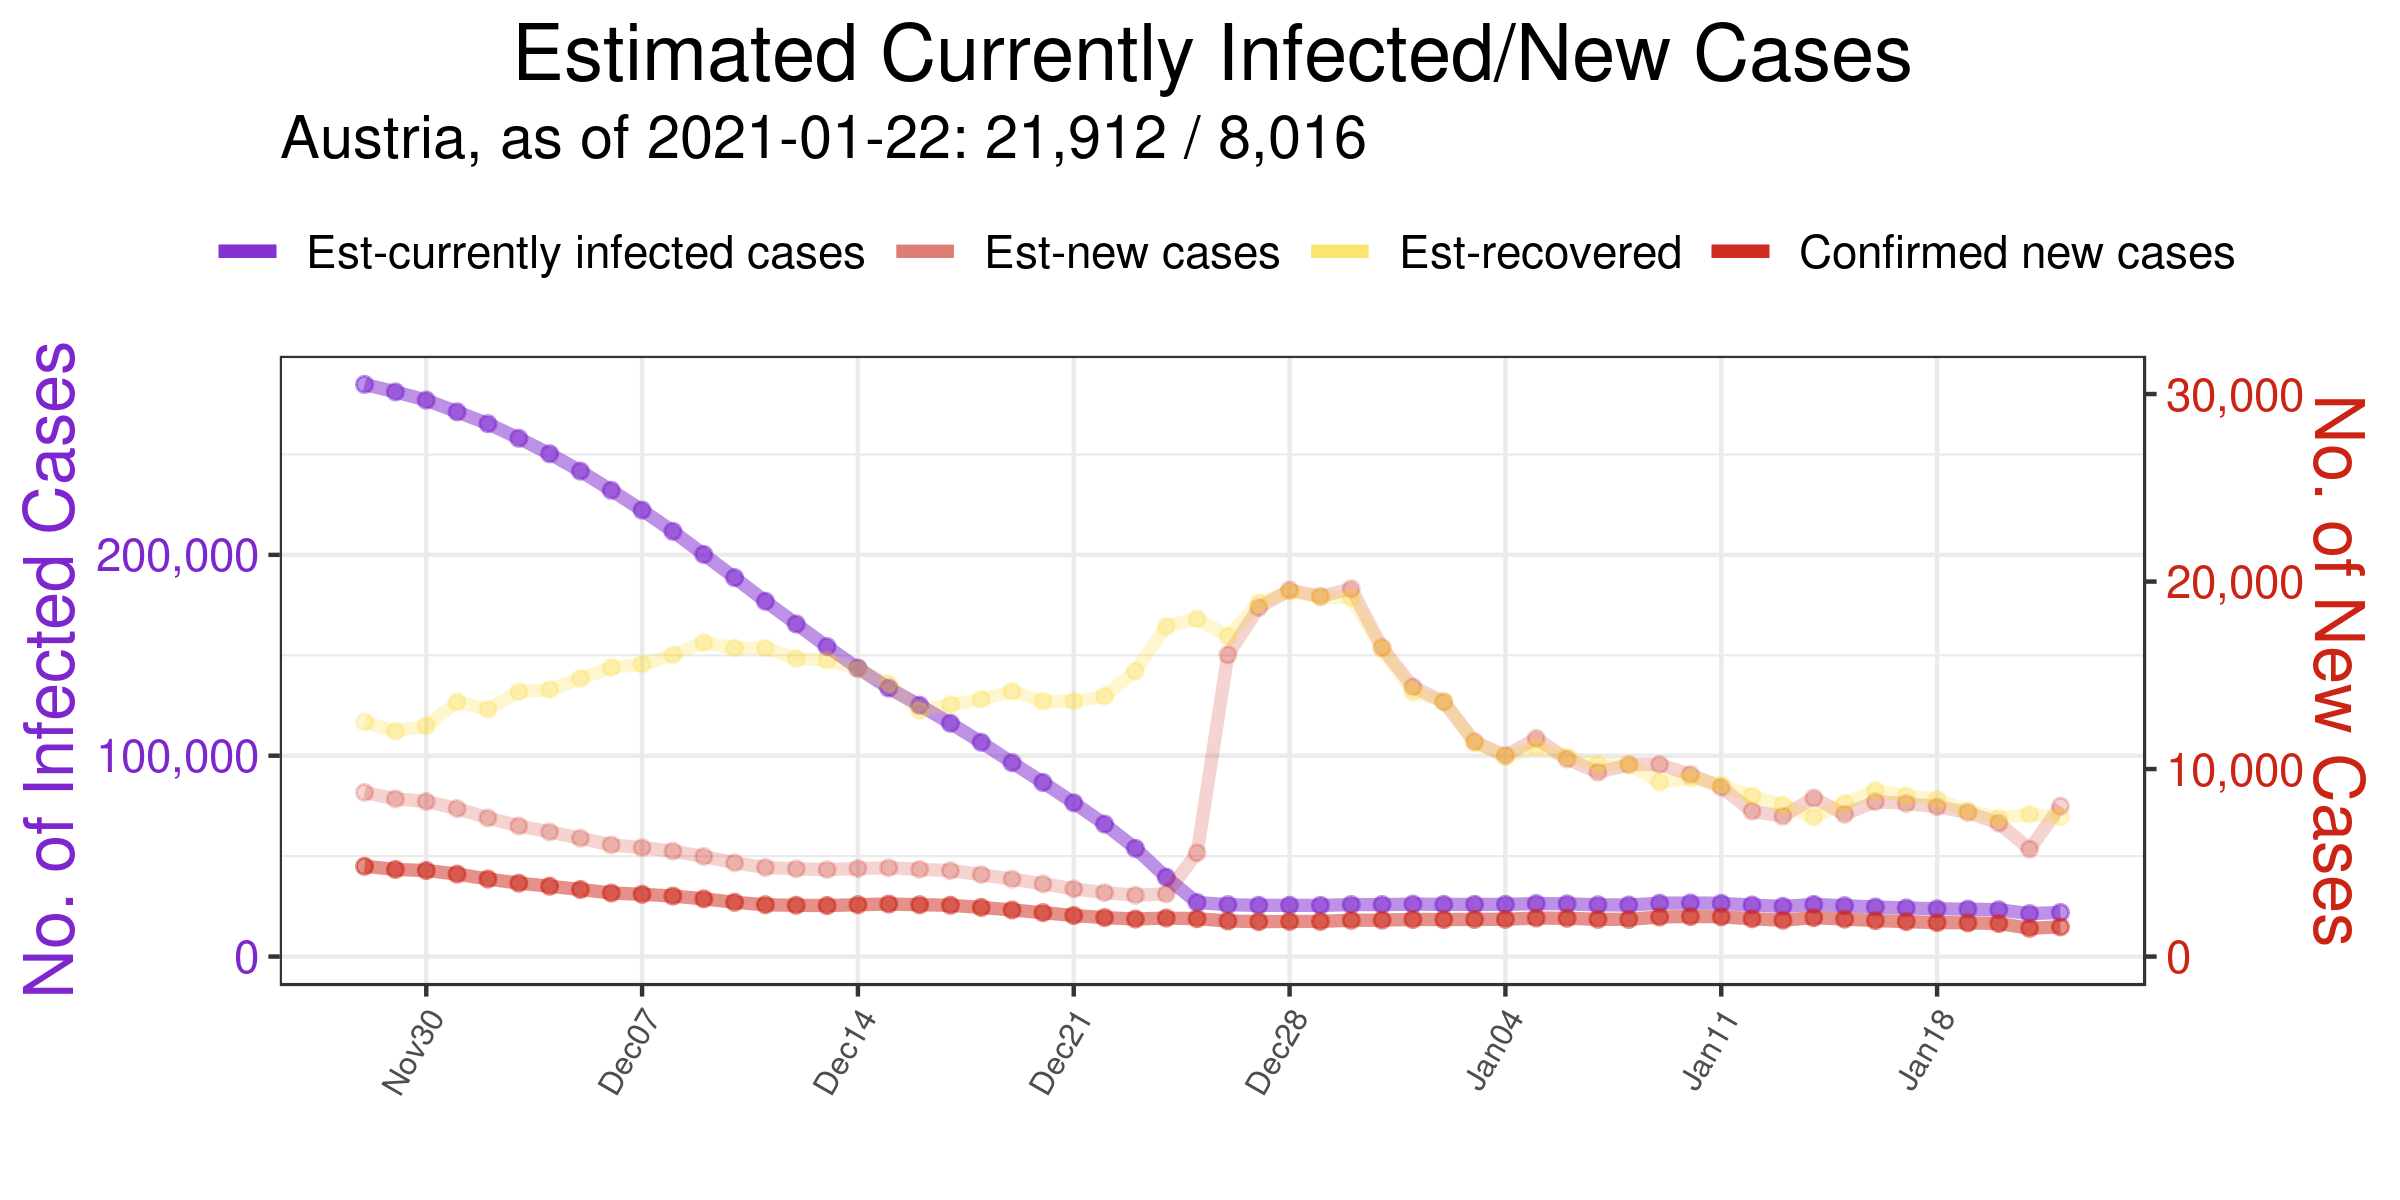 Estimated Currently Infected/New Cases
Austria, as of 2021-01-22: 21,912 / 8,016
Est-currently infected cases Est-new cases Est-recovered Confirmed new cases
No. of Infected Cases
200,000
100,000
0
30,000
20,000
10,000
0
No. of New Cases
Nov30 Dec07 Dec14 Dec21 Dec28 Jan04 Jan11 Jan18